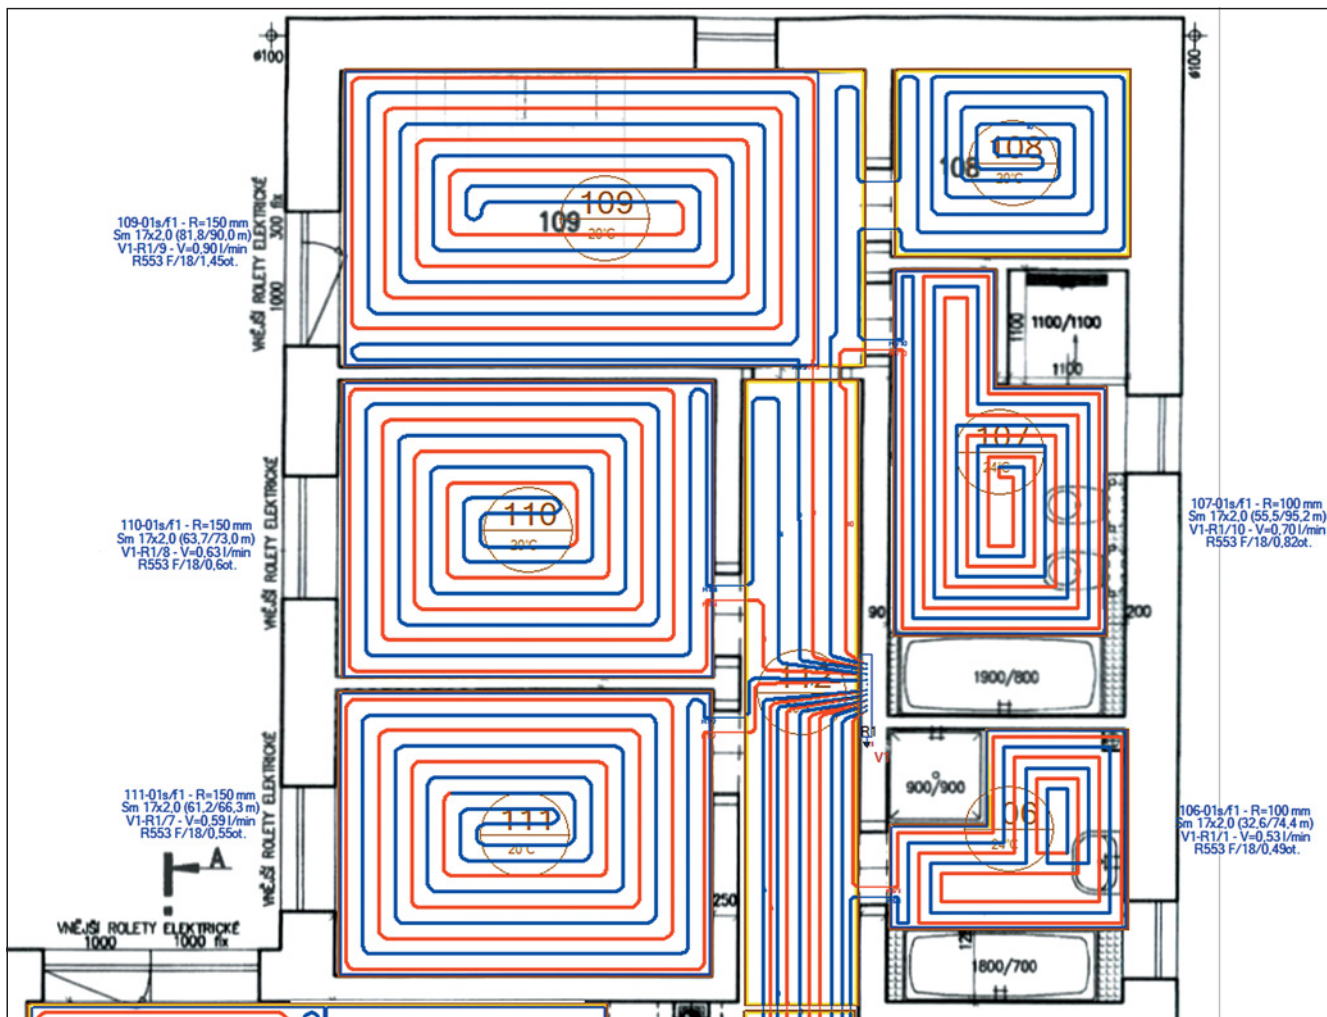 ø100
ø100
VNĚJŠÍ ROLETY ELEKTRICKÉ
300 fix
1000
109-01s/f1 - R=150 mm
Sm 17x2,0 (81,8/90,0 m)
V1-R1/9 - V=0,90 l/min
R553 F/18/1,45ot.
109
109
20°C
108
108
20°C
1100
1100/1100
1100
107
24°C
107-01s/f1 - R=100 mm
Sm 17x2,0 (55,5/95,2 m)
V1-R1/10 - V=0,70 l/min
R553 F/18/0,82ot.
VNĚJŠÍ ROLETY ELEKTRICKÉ
110-01s/f1 - R=150 mm
Sm 17x2,0 (63,7/73,0 m)
V1-R1/8 - V=0,63 l/min
R553 F/18/0,6ot.
110
20°C
90
200
112
1900/800
R1
V1
VNĚJŠÍ ROLETY ELEKTRICKÉ
111-01s/f1 - R=150 mm
Sm 17x2,0 (61,2/66,3 m)
V1-R1/7 - V=0,59 l/min
R553 F/18/0,55ot.
111
20°C
900/900
06
24°C
106-01s/f1 - R=100 mm
Sm 17x2,0 (32,6/74,4 m)
V1-R1/1 - V=0,53 l/min
R553 F/18/0,49ot.
A
250
VNĚJŠÍ ROLETY ELEKTRICKÉ
1000
1000 fix
1800/700